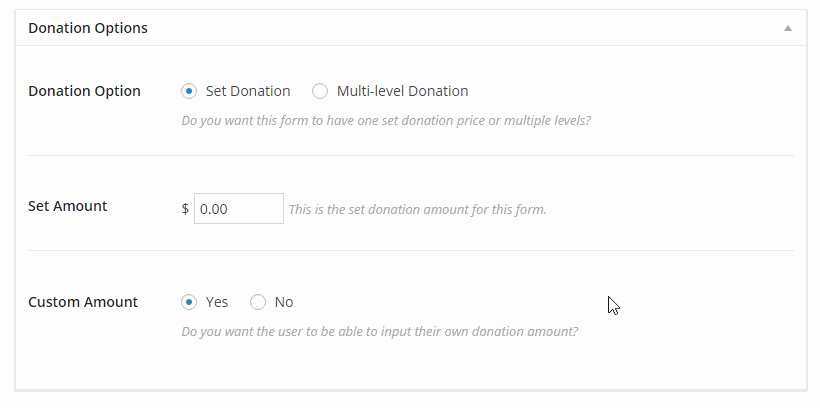 Donation Options
Donation Option Set Donation Multi-level Donation
Do you want this form to have one set donation price or multiple levels?
Set Amount $ 0.00 This is the set donation amount for this form.
Custom Amount Yes No
Do you want the user to be able to input their own donation amount?